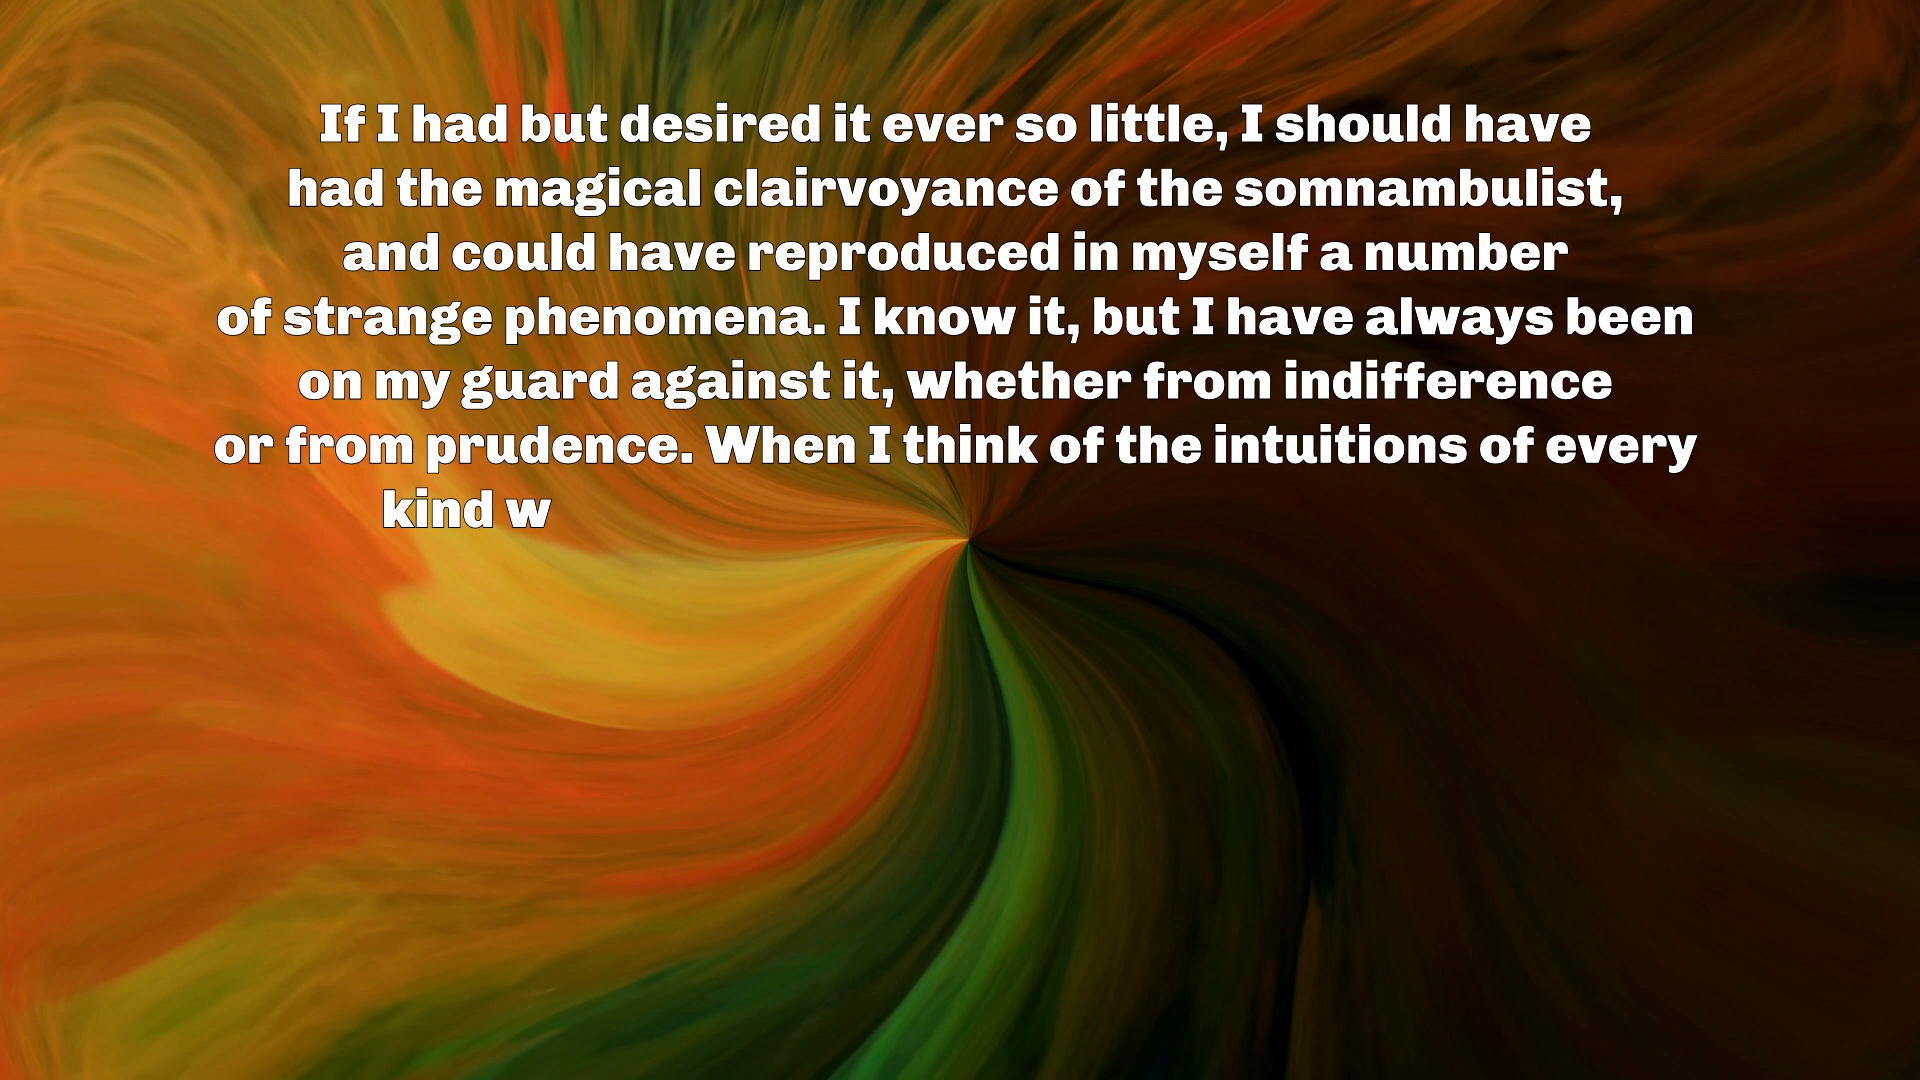 If I had but desired it ever so little, I should have
had the magical clairvoyance of the somnambulist,
and could have reproduced in myself a number
of strange phenomena. I know it, but I have always been
on my guard against it, whether from indifference
or from prudence. When I think of the intuitions of every
kind w